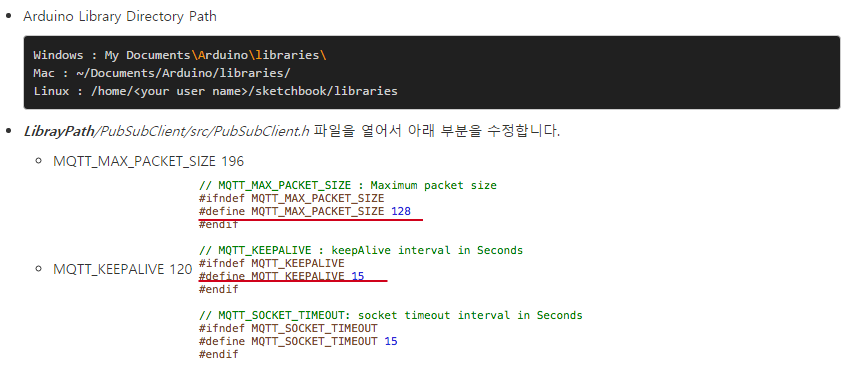 Arduino Library Directory Path
Windows : My Documents\Arduino\libraries\
Mac : ~/Documents/Arduino/libraries/
Linux : /home/<your user name>/sketchbook/libraries
LibrayPath/PubSubClient/src/PubSubClient.h 파일을 열어서 아래 부분을 수정합니다.
MQTT_MAX_PACKET_SIZE 196
// MQTT_MAX_PACKET_SIZE : Maximum packet size
#ifndef MQTT_MAX_PACKET_SIZE
#define MQTT_MAX_PACKET_SIZE 128
#endif
// MQTT_KEEPALIVE : keepAlive interval in Seconds
#ifndef MQTT_KEEPALIVE
MQTT_KEEPALIVE 120
#define MQTT_KEEPALIVE 15
#endif
// MQTT_SOCKET_TIMEOUT: socket timeout interval in Seconds
#ifndef MQTT_SOCKET_TIMEOUT
#define MQTT_SOCKET_TIMEOUT 15
#endif